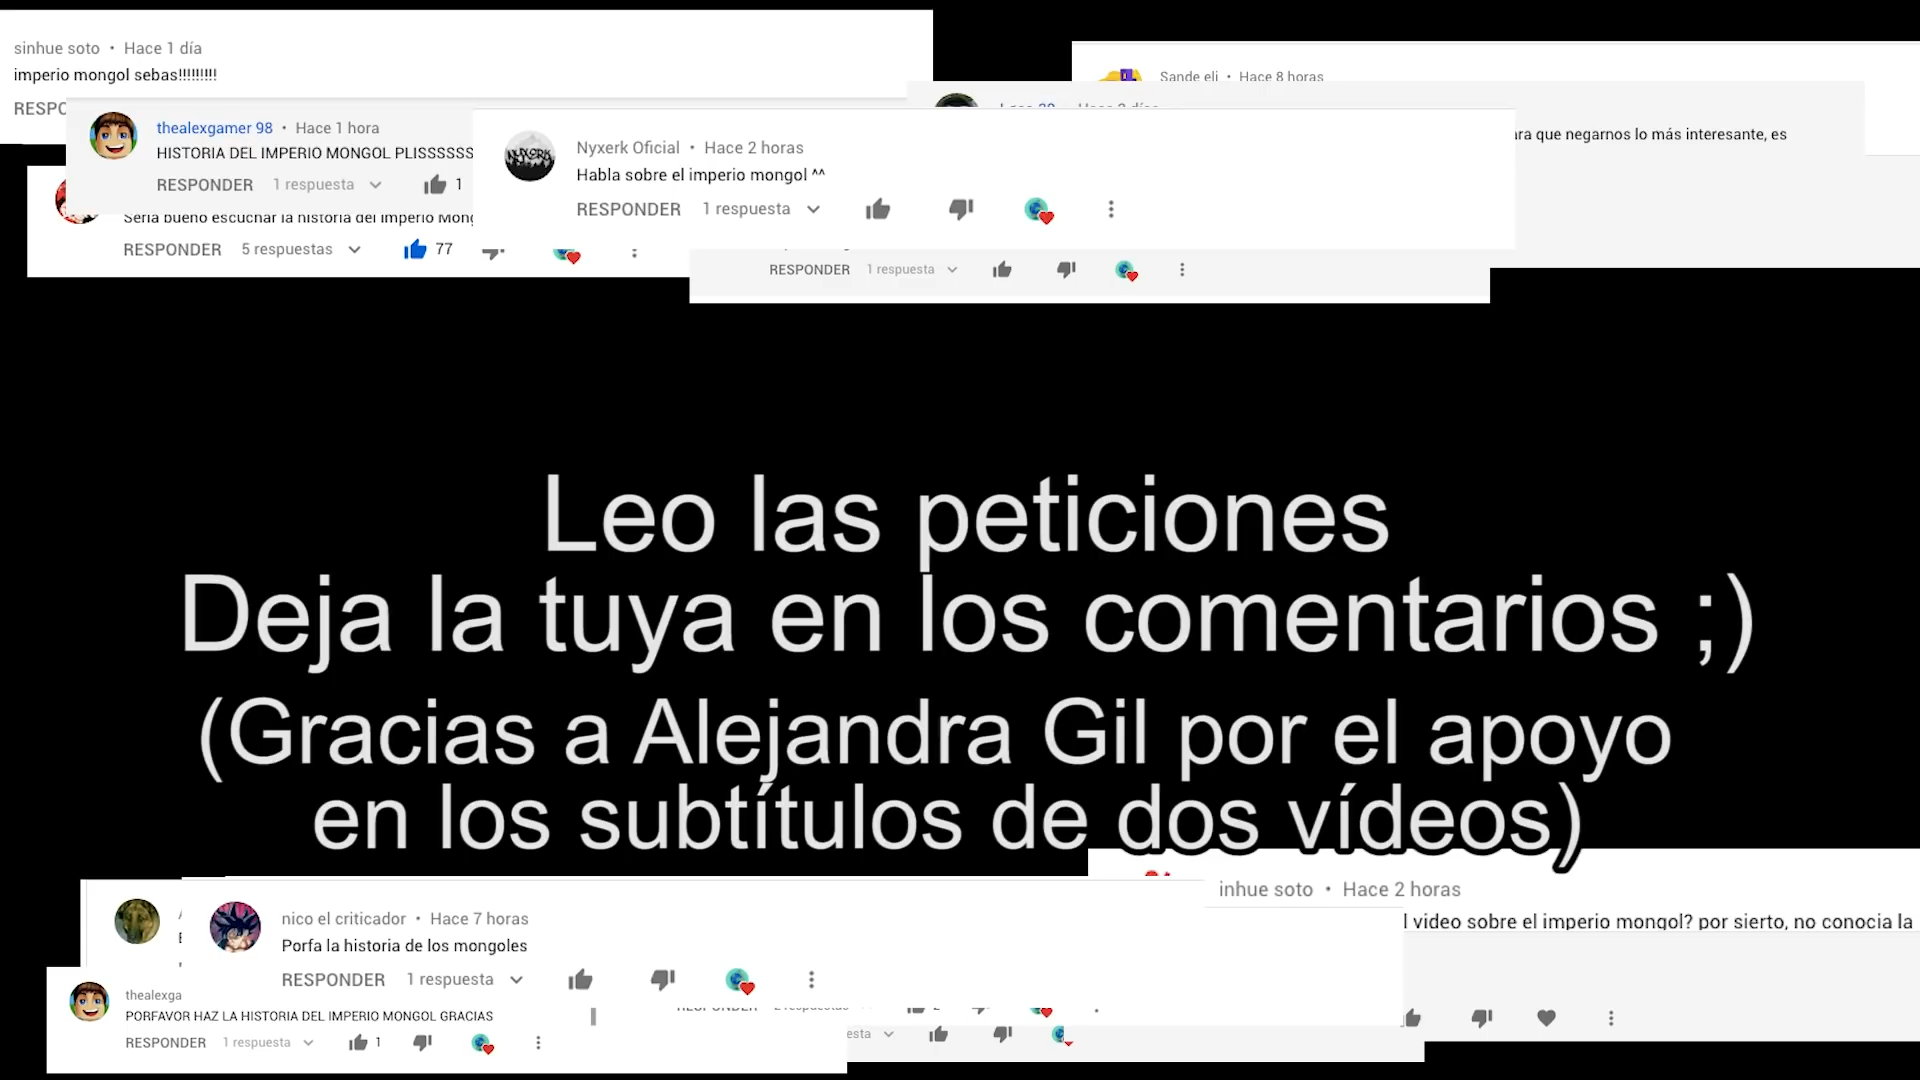 sinhue soto • Hace 1 día
imperio mongol sebas!!!!!!!!!
RESPO
Sande eli • Hace 8 horas
ara que negarnos lo más interesante, es
thealexgamer 98 • Hace 1 hora
HISTORIA DEL IMPERIO MONGOL PLISSSSSS
RESPONDER 1 respuesta 1
Nyxerk Oficial • Hace 2 horas
Habla sobre el imperio mongol ^^
RESPONDER 1 respuesta
Sería bueno escuchar la historia del Imperio Mong
RESPONDER 5 respuestas 77
RESPONDER 1 respuesta
Leo las peticiones
Deja la tuya en los comentarios ;)
(Gracias a Alejandra Gil por el apoyo
en los subtítulos de dos vídeos)
inhue soto • Hace 2 horas
l video sobre el imperio mongol? por sierto, no conocia la
nico el criticador • Hace 7 horas
Porfa la historia de los mongoles
RESPONDER 1 respuesta
thealexga
PORFAVOR HAZ LA HISTORIA DEL IMPERIO MONGOL GRACIAS
RESPONDER 1 respuesta 1
esta